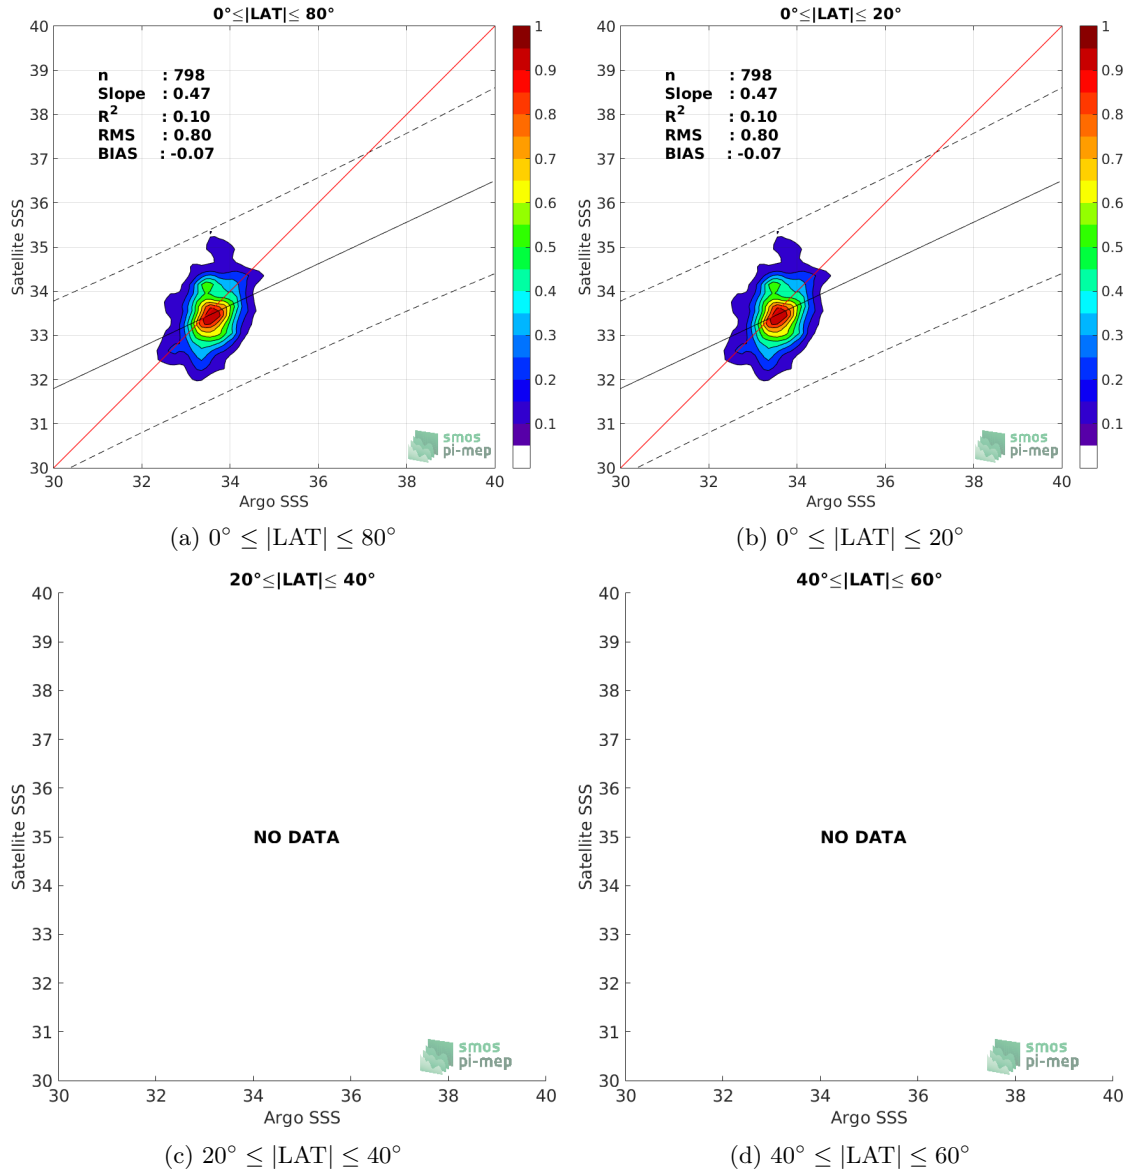 0°≤|LAT|≤ 80°
n : 798
Slope : 0.47
R² : 0.10
RMS : 0.80
BIAS : -0.07
Satellite SSS
40
39
38
37
36
35
34
33
32
31
30
30 32 34 36 38 40
Argo SSS
1
0.9
0.8
0.7
0.6
0.5
0.4
0.3
0.2
0.1
smos
pi-mep
(a) 0° ≤ |LAT| ≤ 80°
0°≤|LAT|≤ 20°
n : 798
Slope : 0.47
R² : 0.10
RMS : 0.80
BIAS : -0.07
Satellite SSS
40
39
38
37
36
35
34
33
32
31
30
30 32 34 36 38 40
Argo SSS
1
0.9
0.8
0.7
0.6
0.5
0.4
0.3
0.2
0.1
smos
pi-mep
(b) 0° ≤ |LAT| ≤ 20°
20°≤|LAT|≤ 40°
Satellite SSS
40
39
38
37
36
35
34
33
32
31
30
NO DATA
smos
pi-mep
30 32 34 36 38 40
Argo SSS
(c) 20° ≤ |LAT| ≤ 40°
40°≤|LAT|≤ 60°
Satellite SSS
40
39
38
37
36
35
34
33
32
31
30
NO DATA
smos
pi-mep
30 32 34 36 38 40
Argo SSS
(d) 40° ≤ |LAT| ≤ 60°